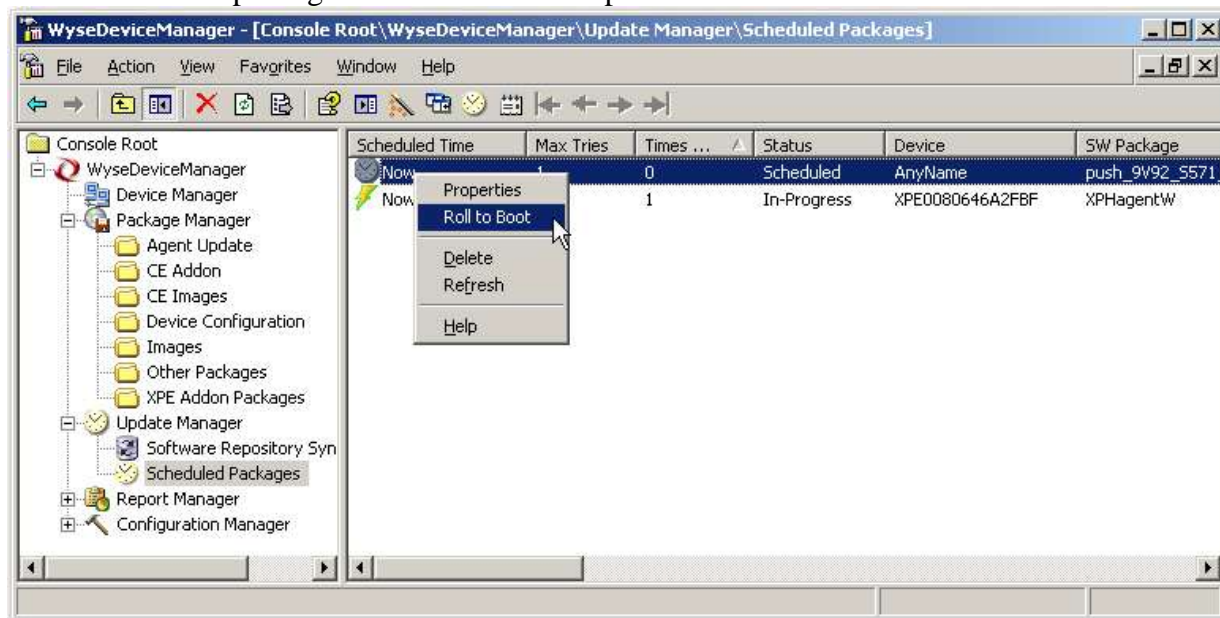 WyseDeviceManager - [Console Root\WyseDeviceManager\Update Manager\Scheduled Packages]
File Action View Favorites Window Help
Console Root
WyseDeviceManager
Device Manager
Package Manager
Agent Update
CE Addon
CE Images
Device Configuration
Images
Other Packages
XPE Addon Packages
Update Manager
Software Repository Syn
Scheduled Packages
Report Manager
Configuration Manager
Scheduled Time Max Tries Times ... Status Device SW Package
Now 1 0 Scheduled AnyName push_9V92_S571_
Now 1 In-Progress XPE0080646A2FBF XPHagentW
Properties
Roll to Boot
Delete
Refresh
Help